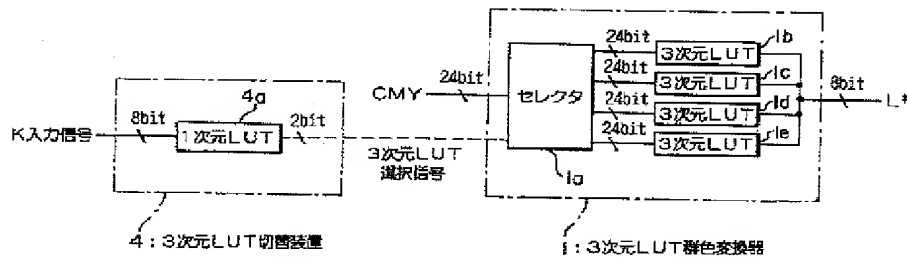 K入力信号
8bit
4a
1次元LUT
2bit
4：3次元LUT切替装置
3次元LUT
選択信号
CMY
24bit
セレクタ
1a
24bit
3次元LUT
1b
24bit
3次元LUT
1c
24bit
3次元LUT
1d
24bit
3次元LUT
1e
8bit
L*
1：3次元LUT群色変換器